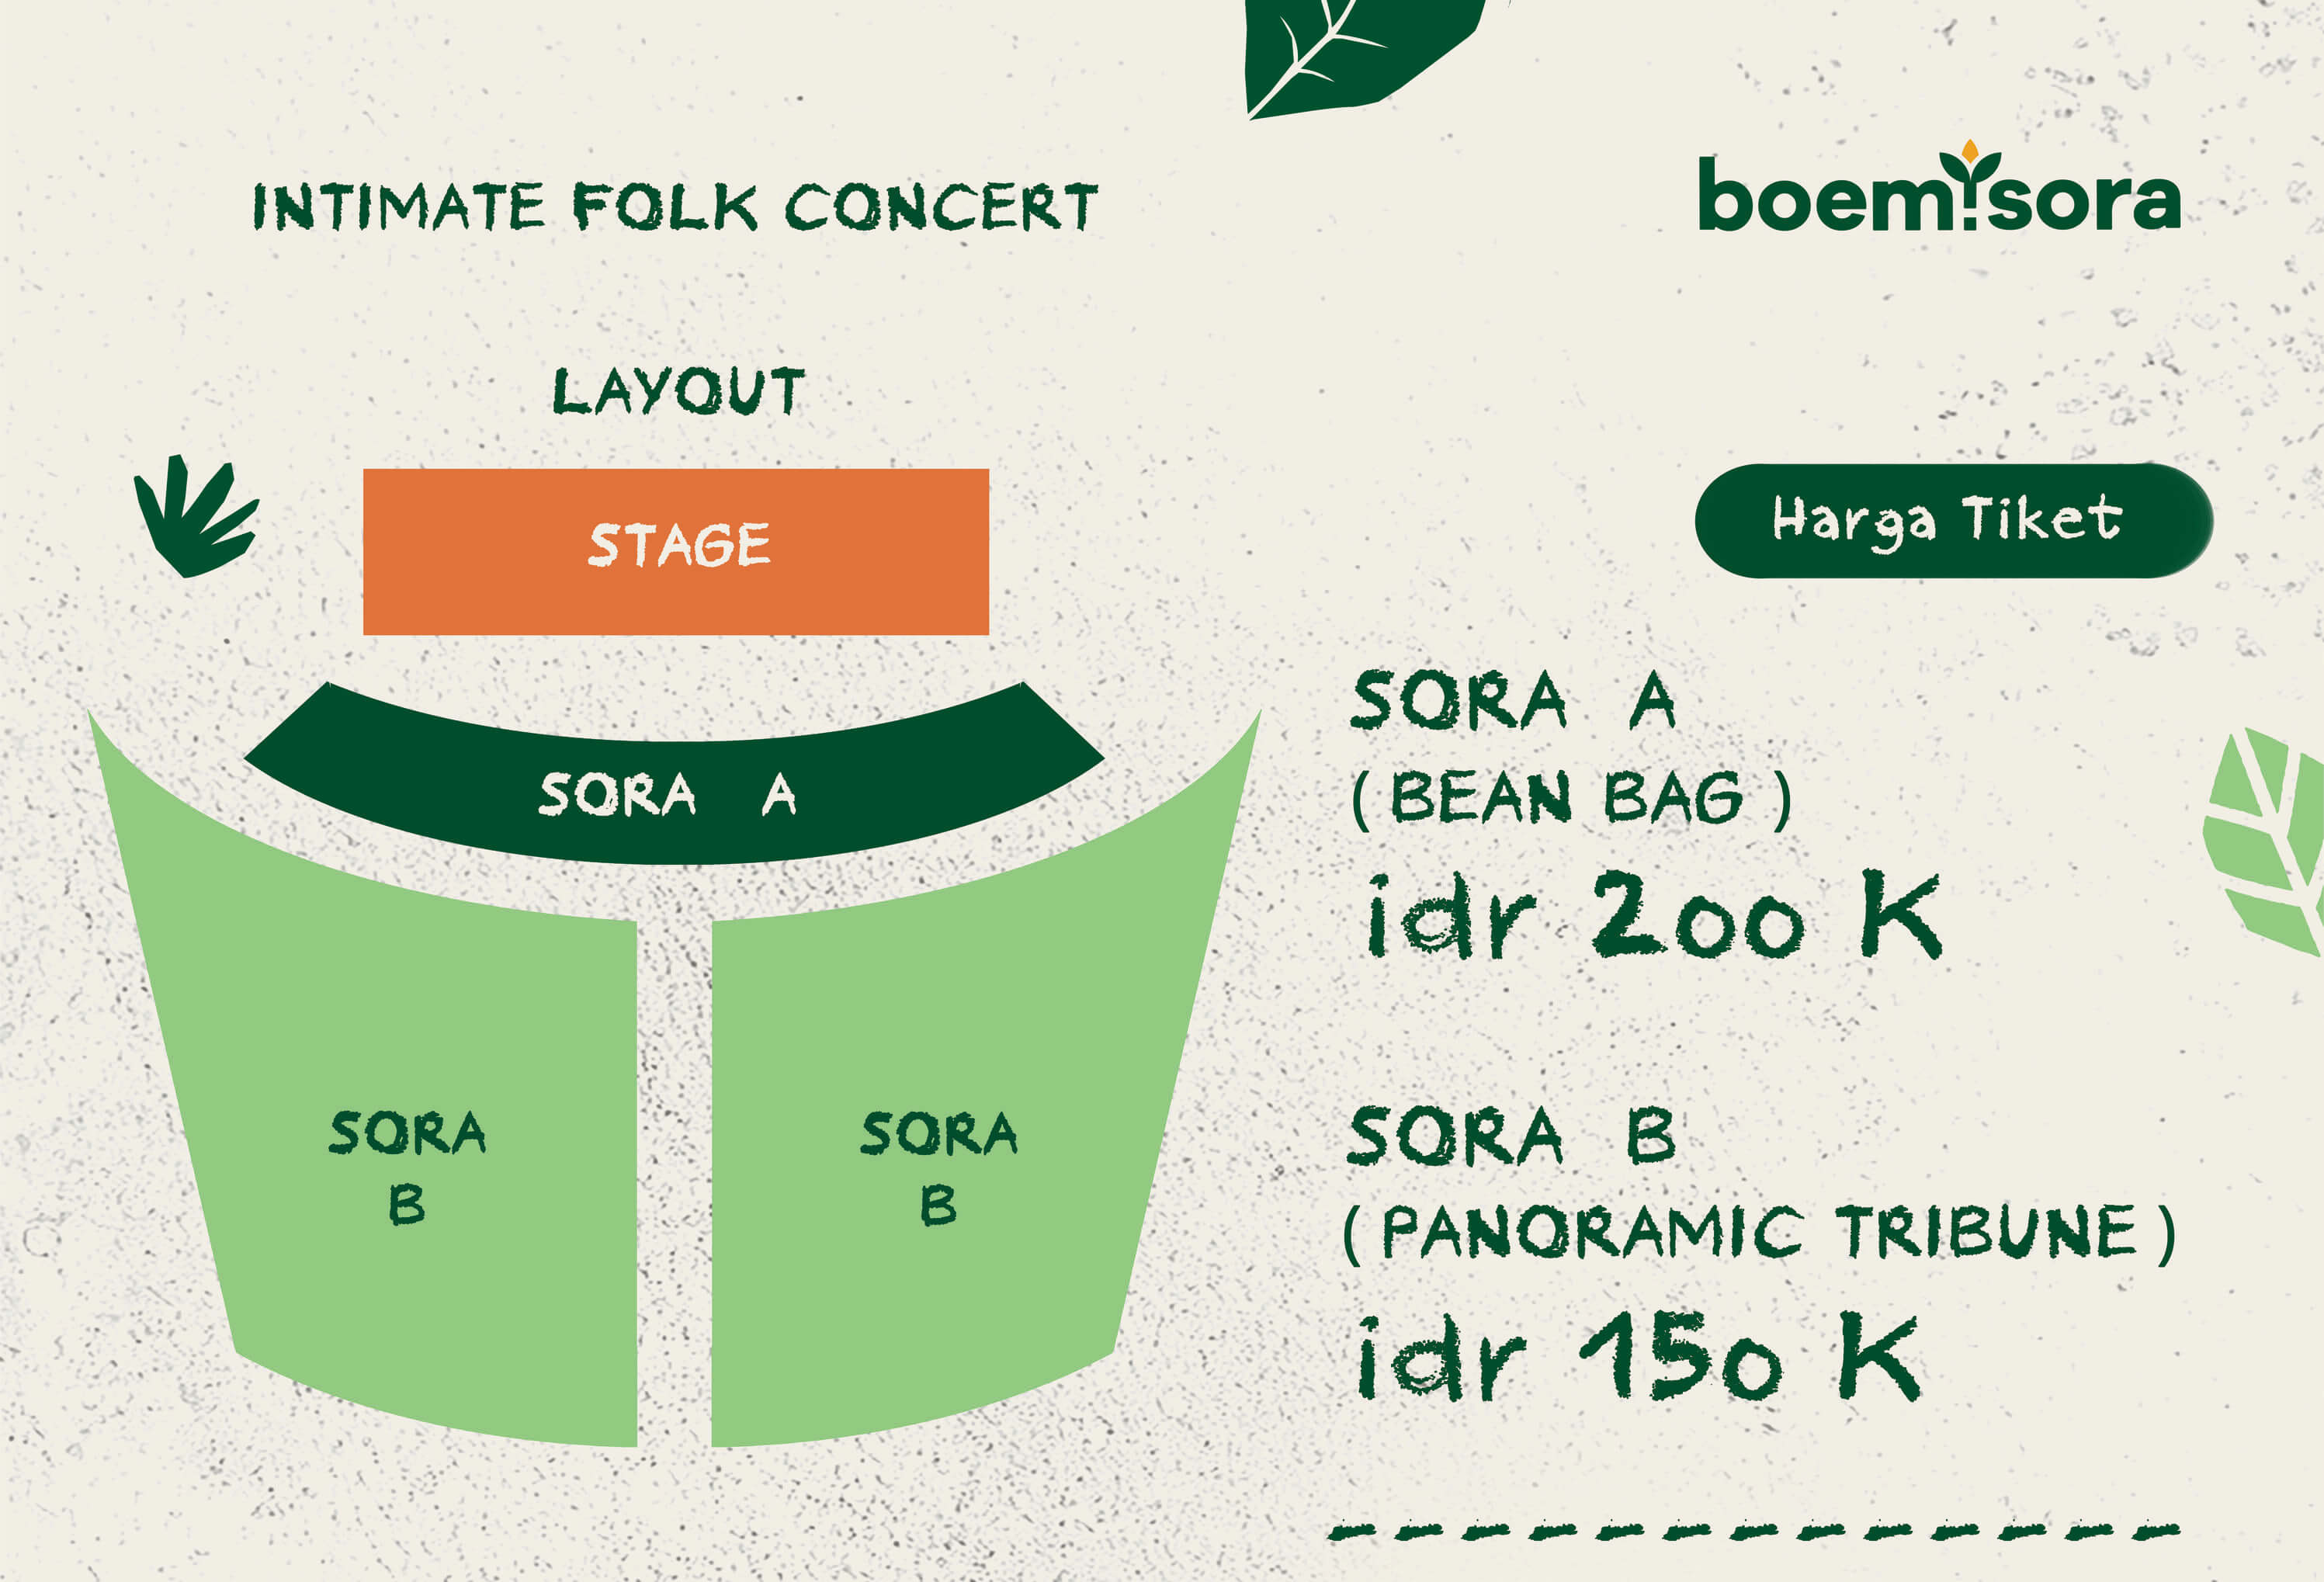 INTIMATE FOLK CONCERT
boemisora
LAYOUT
STAGE
SORA A
SORA
B
SORA
B
Harga Tiket
SORA A
( BEAN BAG )
idr 200 K
SORA B
( PANORAMIC TRIBUNE )
idr 150 K